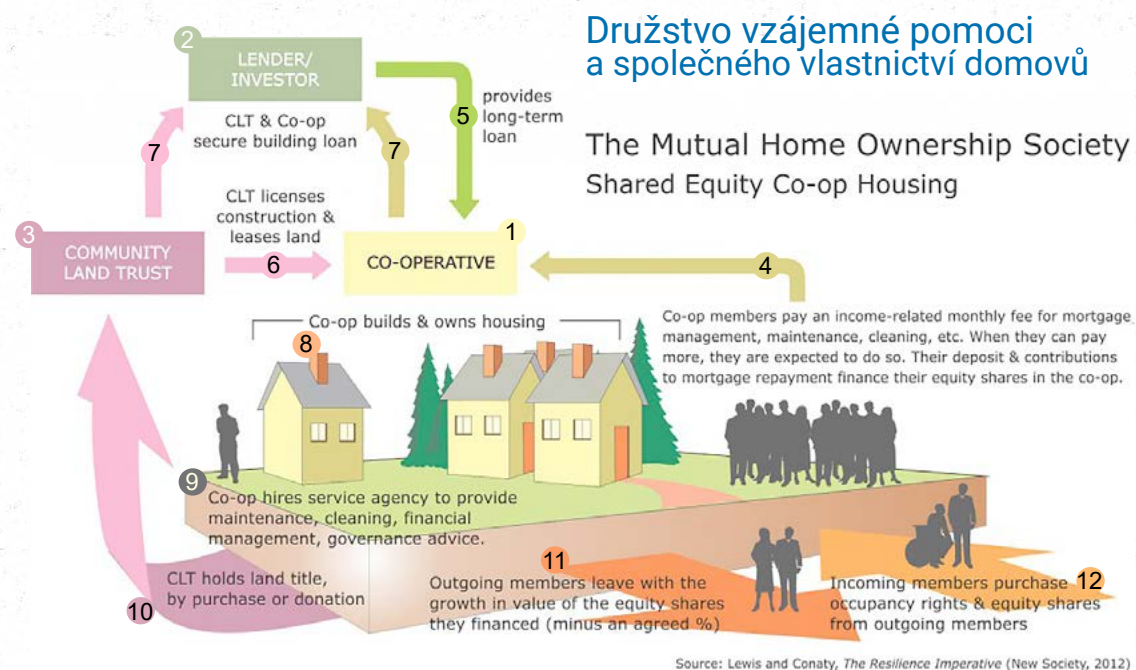 Družstvo vzájemné pomoci
a společného vlastnictví domovů
The Mutual Home Ownership Society
Shared Equity Co-op Housing
2
LENDER/
INVESTOR
CLT & Co-op
secure building loan
5
provides
long-term
loan
7
7
CLT licenses
construction &
leases land
3
COMMUNITY
LAND TRUST
6
1
CO-OPERATIVE
4
Co-op members pay an income-related monthly fee for mortgage
management, maintenance, cleaning, etc. When they can pay
more, they are expected to do so. Their deposit & contributions
to mortgage repayment finance their equity shares in the co-op.
Co-op builds & owns housing
8
9
Co-op hires service agency to provide
maintenance, cleaning, financial
management, governance advice.
10
CLT holds land title,
by purchase or donation
11
Outgoing members leave with the
growth in value of the equity shares
they financed (minus an agreed %)
12
Incoming members purchase
occupancy rights & equity shares
from outgoing members
Source: Lewis and Conaty, The Resilience Imperative (New Society, 2012)